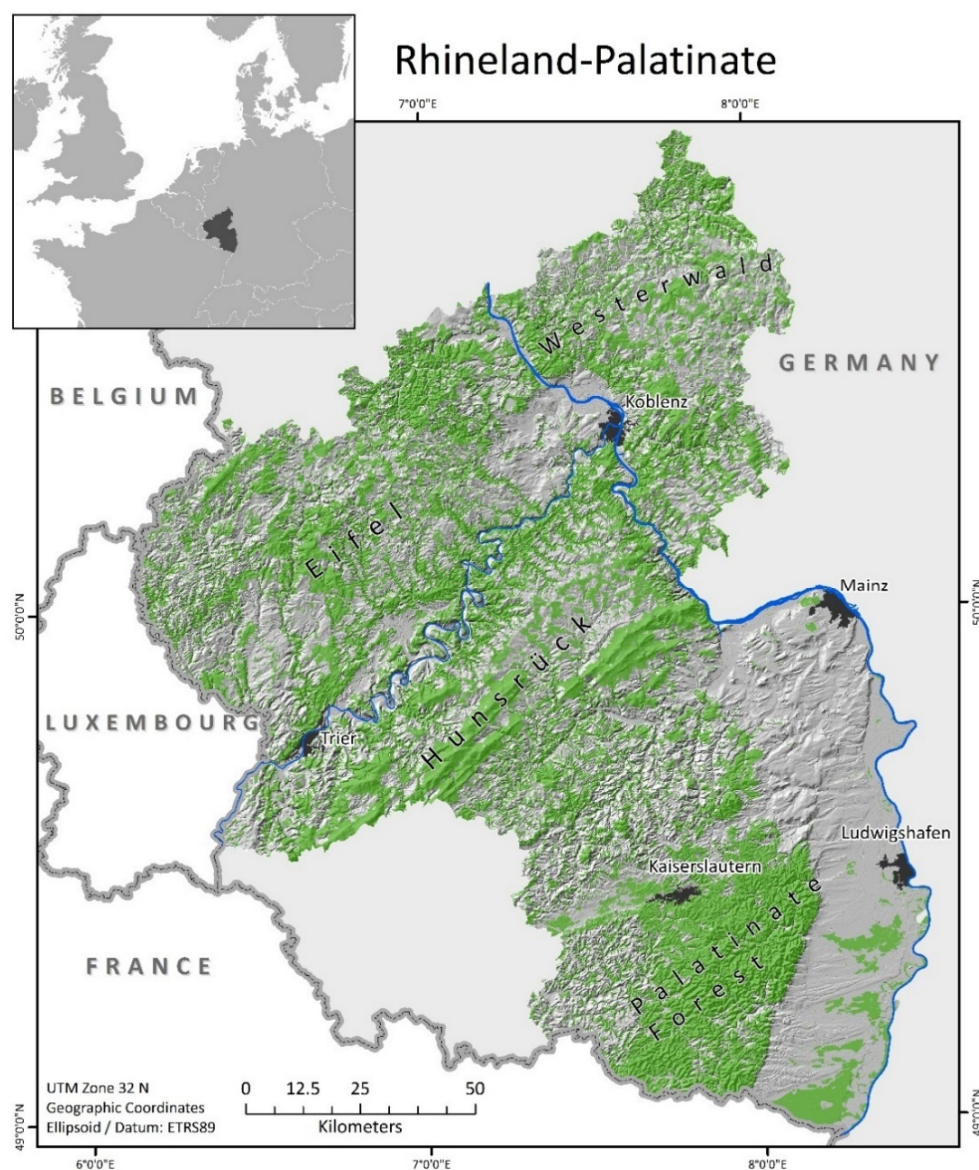 Rhineland-Palatinate
7°0'0"E
8°0'0"E
Westerwald
GERMANY
BELGIUM
Koblenz
Eifel
Mainz
50°0'0"N
50°0'0"N
Hunsrück
LUXEMBOURG
Trier
Ludwigshafen
Kaiserslautern
Palatinate
Forest
FRANCE
UTM Zone 32 N
Geographic Coordinates
Ellipsoid / Datum: ETRS89
0 12.5 25 50
Kilometers
49°0'0"N
49°0'0"N
6°0'0"E
7°0'0"E
8°0'0"E